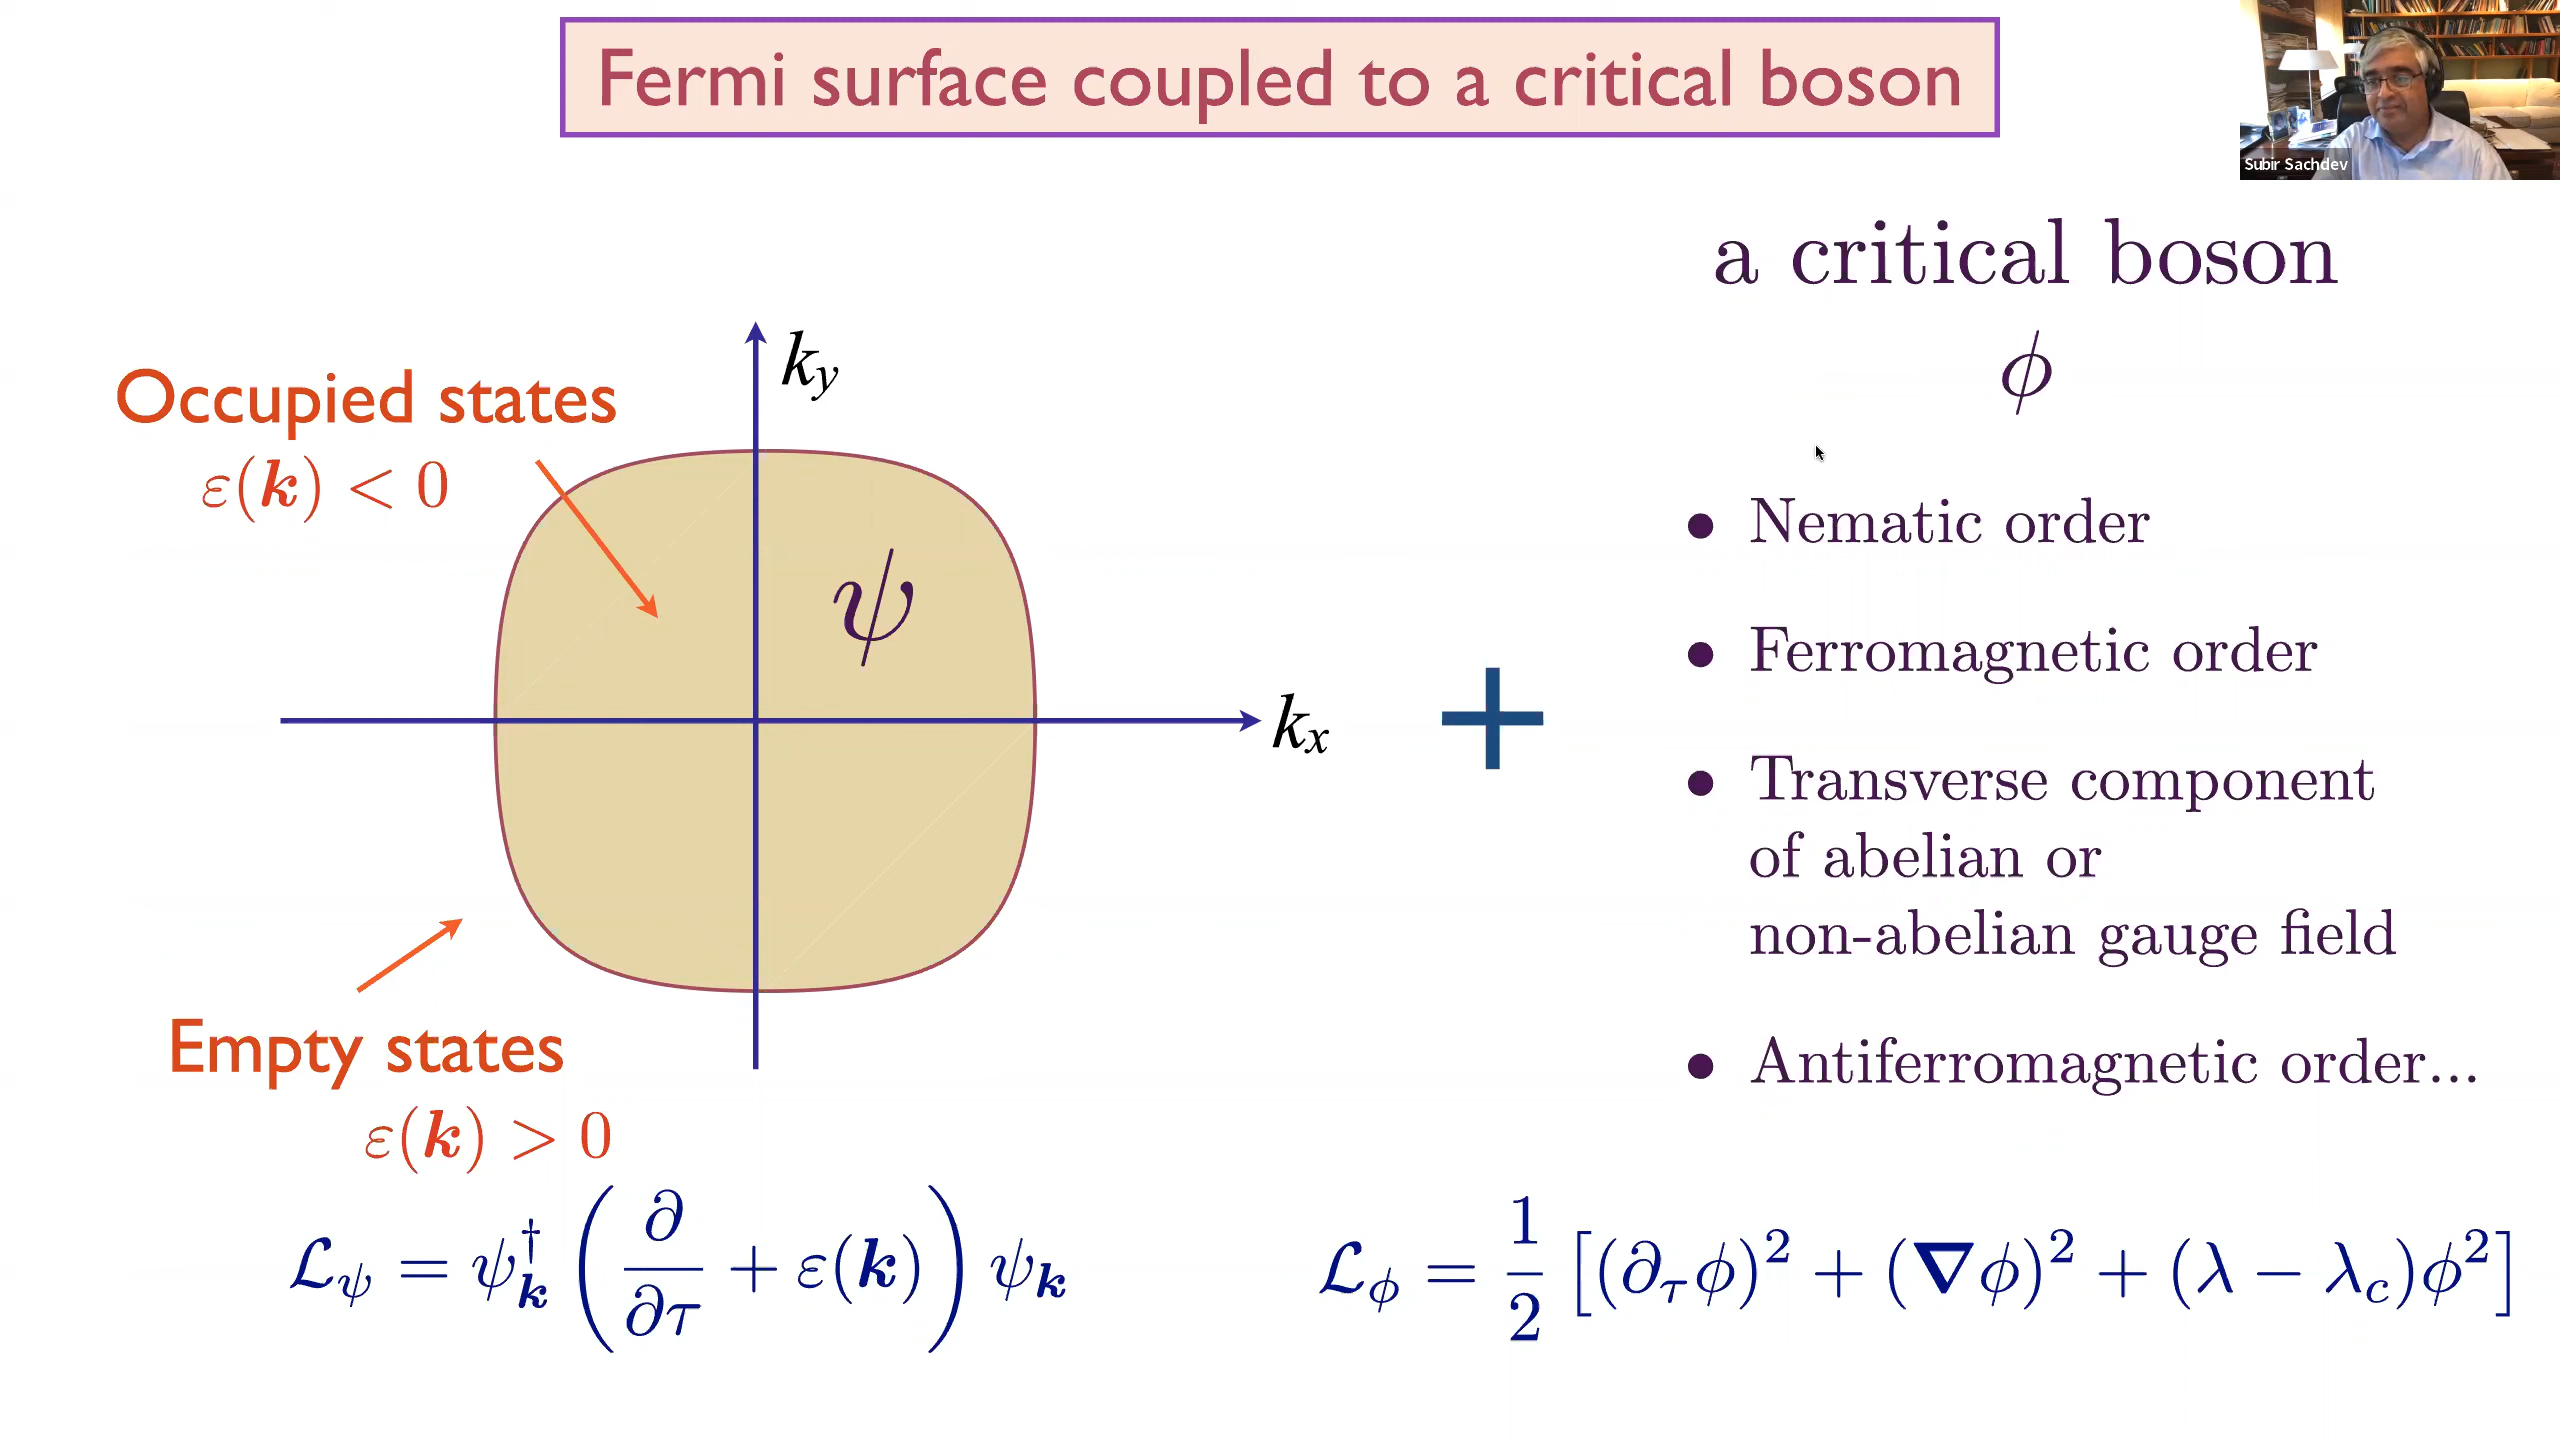 Fermi surface coupled to a critical boson
Subir Sachdev
a critical boson
ϕ
k_y
Occupied states
ε(k) < 0
ψ
k_x
+
• Nematic order
• Ferromagnetic order
• Transverse component
of abelian or
non-abelian gauge field
• Antiferromagnetic order...
Empty states
ε(k) > 0
ℒ_ψ = ψ_k^† (∂/∂τ + ε(k)) ψ_k
ℒ_ϕ = 1/2 [(∂_τ ϕ)² + (∇ϕ)² + (λ − λ_c)ϕ²]